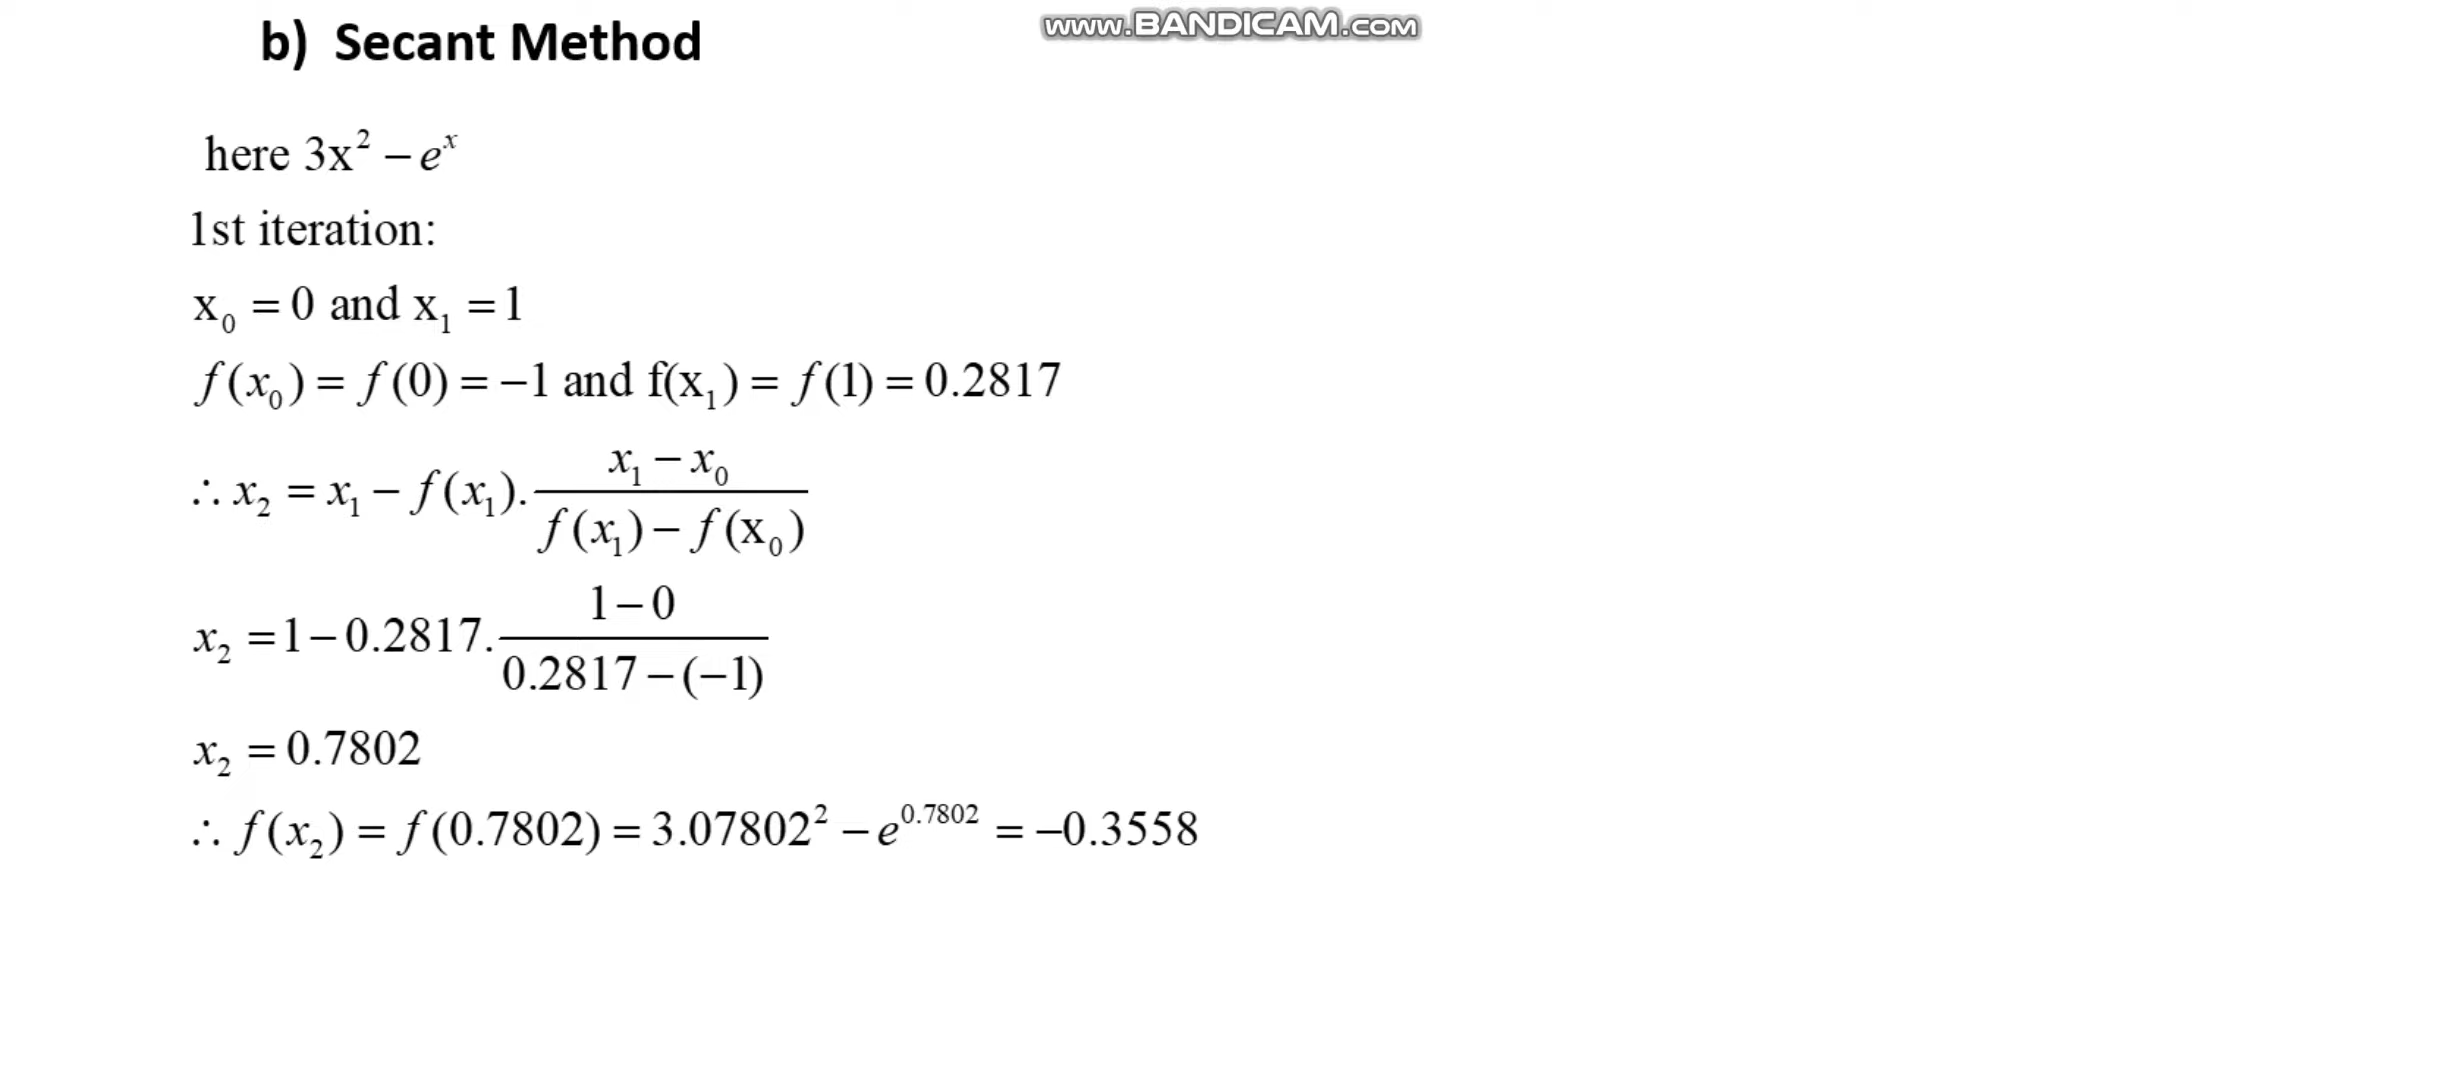 b) Secant Method
www.BANDICAM.com
here 3x² − eˣ
1st iteration:
x₀ = 0 and x₁ = 1
f(x₀) = f(0) = −1 and f(x₁) = f(1) = 0.2817
∴ x₂ = x₁ − f(x₁). (x₁ − x₀) / (f(x₁) − f(x₀))
x₂ = 1 − 0.2817. (1 − 0) / (0.2817 − (−1))
x₂ = 0.7802
∴ f(x₂) = f(0.7802) = 3.07802² − e^0.7802 = −0.3558